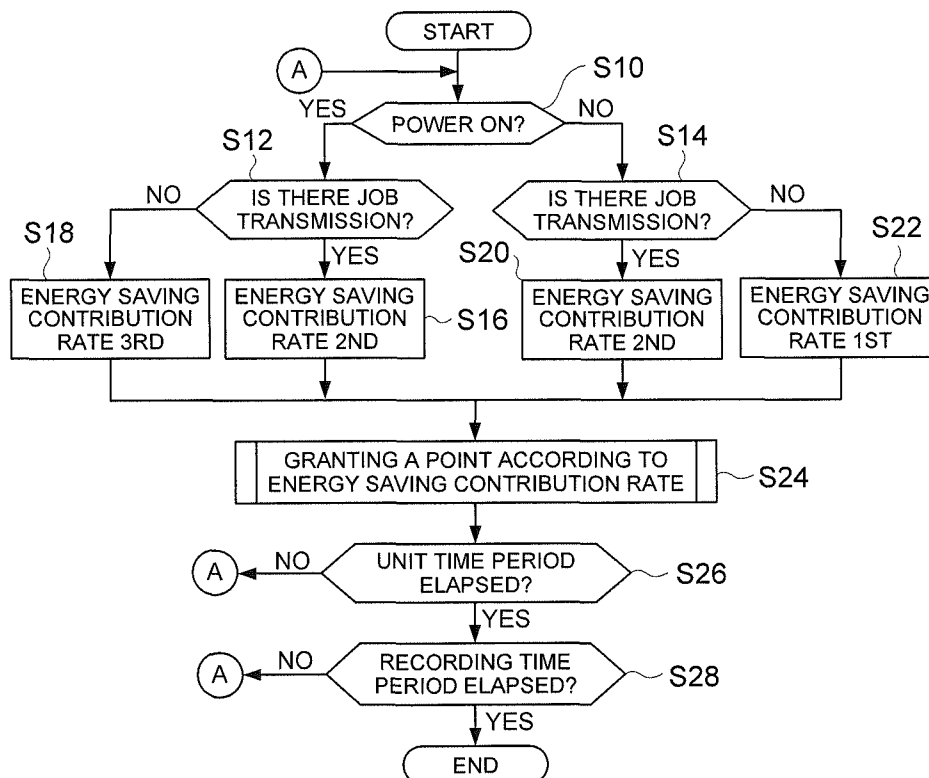 START
A
S10
YES
POWER ON?
NO
S12
S14
NO
IS THERE JOB
TRANSMISSION?
IS THERE JOB
TRANSMISSION?
NO
S18
YES
S20
YES
S22
ENERGY SAVING
CONTRIBUTION
RATE 3RD
ENERGY SAVING
CONTRIBUTION
RATE 2ND
S16
ENERGY SAVING
CONTRIBUTION
RATE 2ND
ENERGY SAVING
CONTRIBUTION
RATE 1ST
GRANTING A POINT ACCORDING TO
ENERGY SAVING CONTRIBUTION RATE
S24
A
NO
UNIT TIME PERIOD
ELAPSED?
S26
YES
A
NO
RECORDING TIME
PERIOD ELAPSED?
S28
YES
END